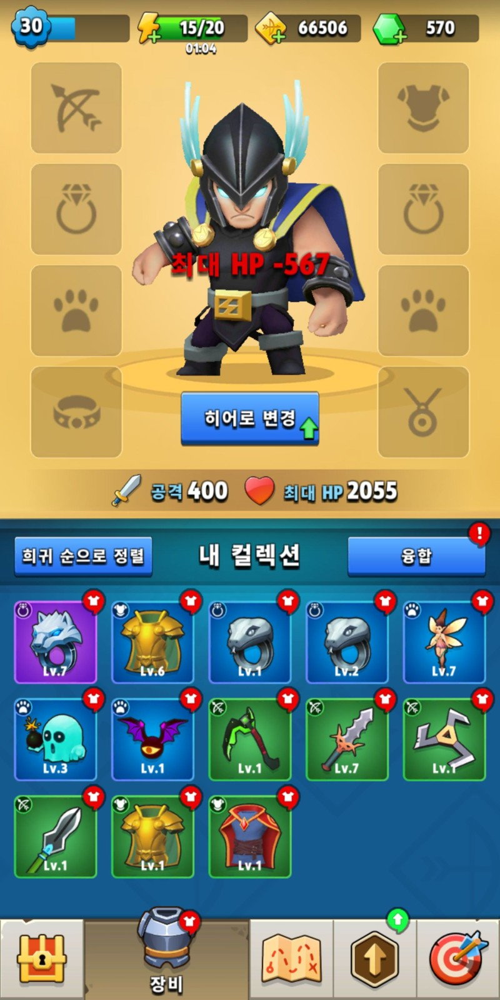 30
15/20
66506
570
01:04
최대 HP -567
히어로 변경
공격 400 최대 HP 2055
희귀 순으로 정렬
내 컬렉션
융합
!
Lv.7
Lv.6
Lv.1
Lv.2
Lv.7
Lv.3
Lv.1
Lv.1
Lv.7
Lv.1
Lv.1
Lv.1
Lv.1
장비